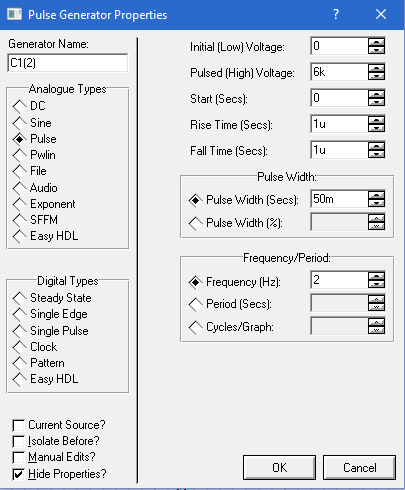 Pulse Generator Properties ? ×
Generator Name:
C1(2)
Analogue Types
DC
Sine
Pulse
Pwlin
File
Audio
Exponent
SFFM
Easy HDL
Digital Types
Steady State
Single Edge
Single Pulse
Clock
Pattern
Easy HDL
Current Source?
Isolate Before?
Manual Edits?
Hide Properties?
Initial (Low) Voltage: 0
Pulsed (High) Voltage: 6k
Start (Secs): 0
Rise Time (Secs): 1u
Fall Time (Secs): 1u
Pulse Width:
Pulse Width (Secs): 50m
Pulse Width (%):
Frequency/Period:
Frequency (Hz): 2
Period (Secs):
Cycles/Graph:
OK Cancel